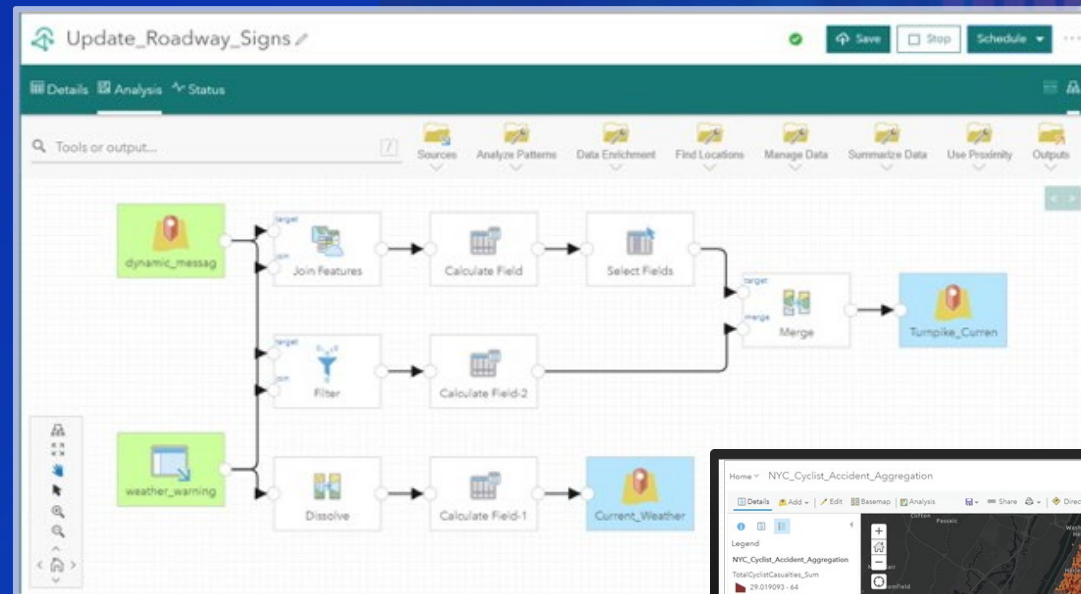 Update_Roadway_Signs
Save
Stop
Schedule
Details
Analysis
Status
Tools or output...
Sources
Analyze Patterns
Data Enrichment
Find Locations
Manage Data
Summarize Data
Use Proximity
Outputs
dynamic_messag
target
join
Join Features
Calculate Field
Select Fields
target
merge
Merge
Turnpike_Curren
target
join
Filter
Calculate Field-2
weather_warning
Dissolve
Calculate Field-1
Current_Weather
Home
NYC_Cyclist_Accident_Aggregation
Details
Add
Edit
Basemap
Analysis
Share
Direc
Legend
NYC_Cyclist_Accident_Aggregation
TotalCyclistCasualties_Sum
29.019093 - 64
Clifton
Passaic